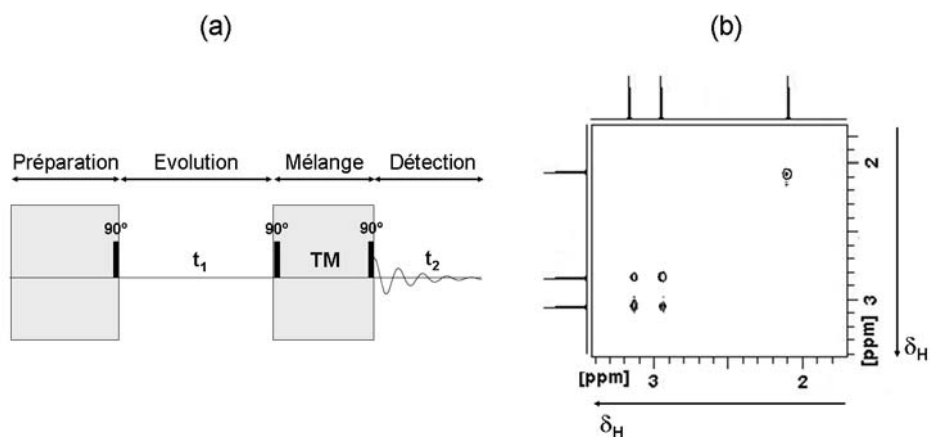 (a)
Préparation Evolution Mélange Détection
90° 90° 90°
t1 TM t2
(b)
2
3
[ppm]
δH
[ppm] 3 2
δH